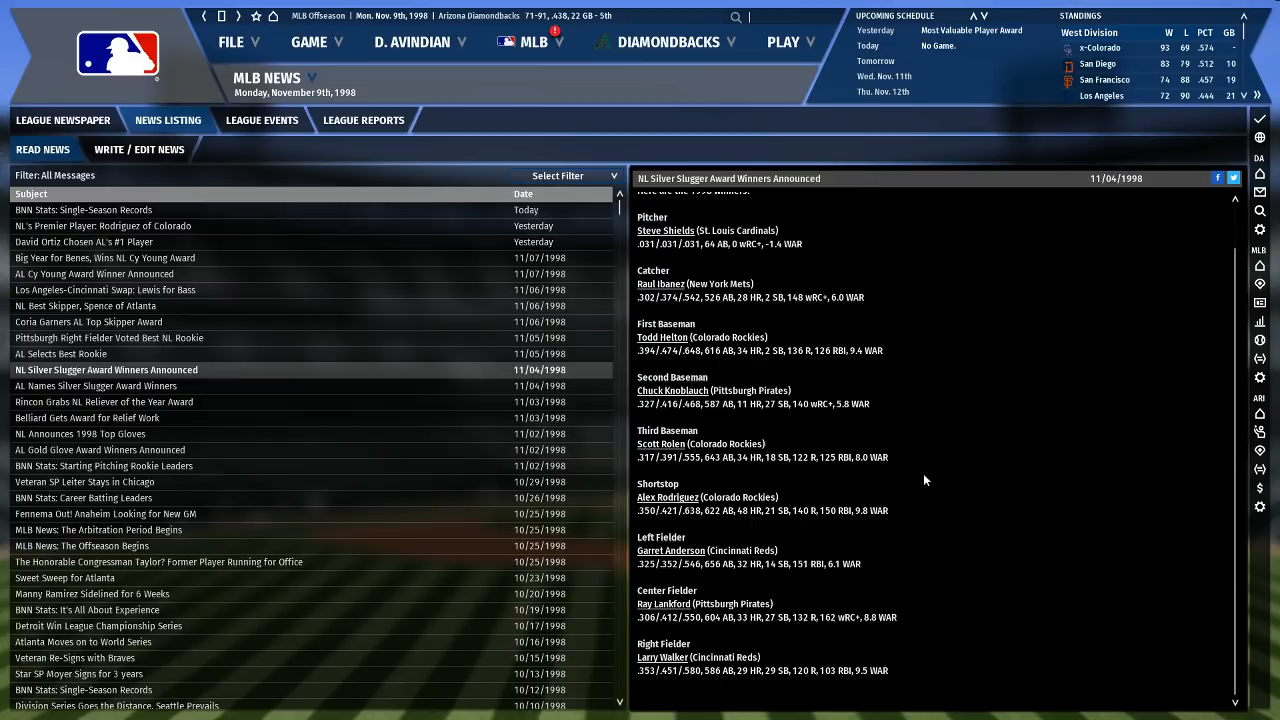 MLB Offseason | Mon. Nov. 9th, 1998 | Arizona Diamondbacks 71-91, .438, 22 GB - 5th
FILE GAME D. AVINDIAN MLB ! DIAMONDBACKS PLAY
MLB NEWS
Monday, November 9th, 1998
UPCOMING SCHEDULE
Yesterday Most Valuable Player Award
Today No Game.
Tomorrow
Wed. Nov. 11th
Thu. Nov. 12th
STANDINGS
West Division W L PCT GB
x-Colorado 93 69 .574 -
San Diego 83 79 .512 10
San Francisco 74 88 .457 19
Los Angeles 72 90 .444 21
LEAGUE NEWSPAPER NEWS LISTING LEAGUE EVENTS LEAGUE REPORTS
READ NEWS WRITE / EDIT NEWS
Filter: All Messages Select Filter
Subject Date
BNN Stats: Single-Season Records Today
NL's Premier Player: Rodriguez of Colorado Yesterday
David Ortiz Chosen AL's #1 Player Yesterday
Big Year for Benes, Wins NL Cy Young Award 11/07/1998
AL Cy Young Award Winner Announced 11/07/1998
Los Angeles-Cincinnati Swap: Lewis for Bass 11/06/1998
NL Best Skipper, Spence of Atlanta 11/06/1998
Coria Garners AL Top Skipper Award 11/06/1998
Pittsburgh Right Fielder Voted Best NL Rookie 11/05/1998
AL Selects Best Rookie 11/05/1998
NL Silver Slugger Award Winners Announced 11/04/1998
AL Names Silver Slugger Award Winners 11/04/1998
Rincon Grabs NL Reliever of the Year Award 11/03/1998
Belliard Gets Award for Relief Work 11/03/1998
NL Announces 1998 Top Gloves 11/02/1998
AL Gold Glove Award Winners Announced 11/02/1998
BNN Stats: Starting Pitching Rookie Leaders 11/02/1998
Veteran SP Leiter Stays in Chicago 10/29/1998
BNN Stats: Career Batting Leaders 10/26/1998
Fennema Out! Anaheim Looking for New GM 10/25/1998
MLB News: The Arbitration Period Begins 10/25/1998
MLB News: The Offseason Begins 10/25/1998
The Honorable Congressman Taylor? Former Player Running for Office 10/25/1998
Sweet Sweep for Atlanta 10/23/1998
Manny Ramirez Sidelined for 6 Weeks 10/20/1998
BNN Stats: It's All About Experience 10/19/1998
Detroit Win League Championship Series 10/17/1998
Atlanta Moves on to World Series 10/16/1998
Veteran Re-Signs with Braves 10/15/1998
Star SP Moyer Signs for 3 years 10/13/1998
BNN Stats: Single-Season Records 10/12/1998
Division Series Goes the Distance, Seattle Prevails 10/10/1998
NL Silver Slugger Award Winners Announced 11/04/1998
Here are the 1998 winners:
Pitcher
Steve Shields (St. Louis Cardinals)
.031/.031/.031, 64 AB, 0 wRC+, -1.4 WAR
Catcher
Raul Ibanez (New York Mets)
.302/.374/.542, 526 AB, 28 HR, 2 SB, 148 wRC+, 6.0 WAR
First Baseman
Todd Helton (Colorado Rockies)
.394/.474/.648, 616 AB, 34 HR, 2 SB, 136 R, 126 RBI, 9.4 WAR
Second Baseman
Chuck Knoblauch (Pittsburgh Pirates)
.327/.416/.468, 587 AB, 11 HR, 27 SB, 140 wRC+, 5.8 WAR
Third Baseman
Scott Rolen (Colorado Rockies)
.317/.391/.555, 643 AB, 34 HR, 18 SB, 122 R, 125 RBI, 8.0 WAR
Shortstop
Alex Rodriguez (Colorado Rockies)
.350/.421/.638, 622 AB, 48 HR, 21 SB, 140 R, 150 RBI, 9.8 WAR
Left Fielder
Garret Anderson (Cincinnati Reds)
.325/.352/.546, 656 AB, 32 HR, 14 SB, 151 RBI, 6.1 WAR
Center Fielder
Ray Lankford (Pittsburgh Pirates)
.306/.412/.550, 604 AB, 33 HR, 27 SB, 132 R, 162 wRC+, 8.8 WAR
Right Fielder
Larry Walker (Cincinnati Reds)
.353/.451/.580, 586 AB, 29 HR, 29 SB, 120 R, 103 RBI, 9.5 WAR
DA
MLB
ARI